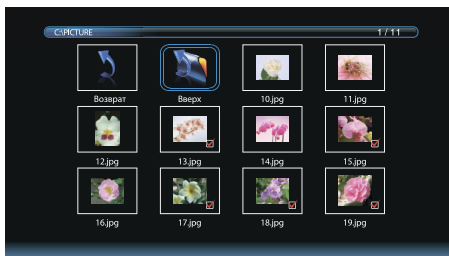 C:\PICTURE 1 / 11
Возврат Вверх 10.jpg 11.jpg
12.jpg 13.jpg 14.jpg 15.jpg
16.jpg 17.jpg 18.jpg 19.jpg